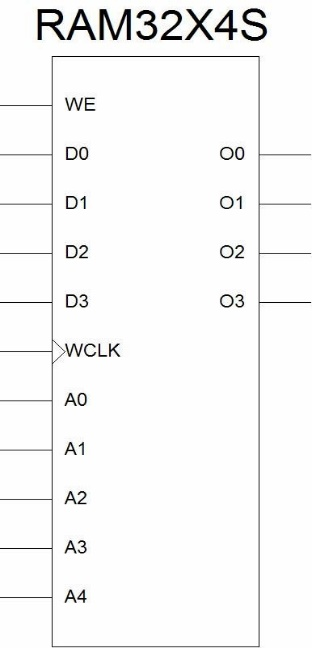 RAM32X4S
WE
D0 O0
D1 O1
D2 O2
D3 O3
WCLK
A0
A1
A2
A3
A4